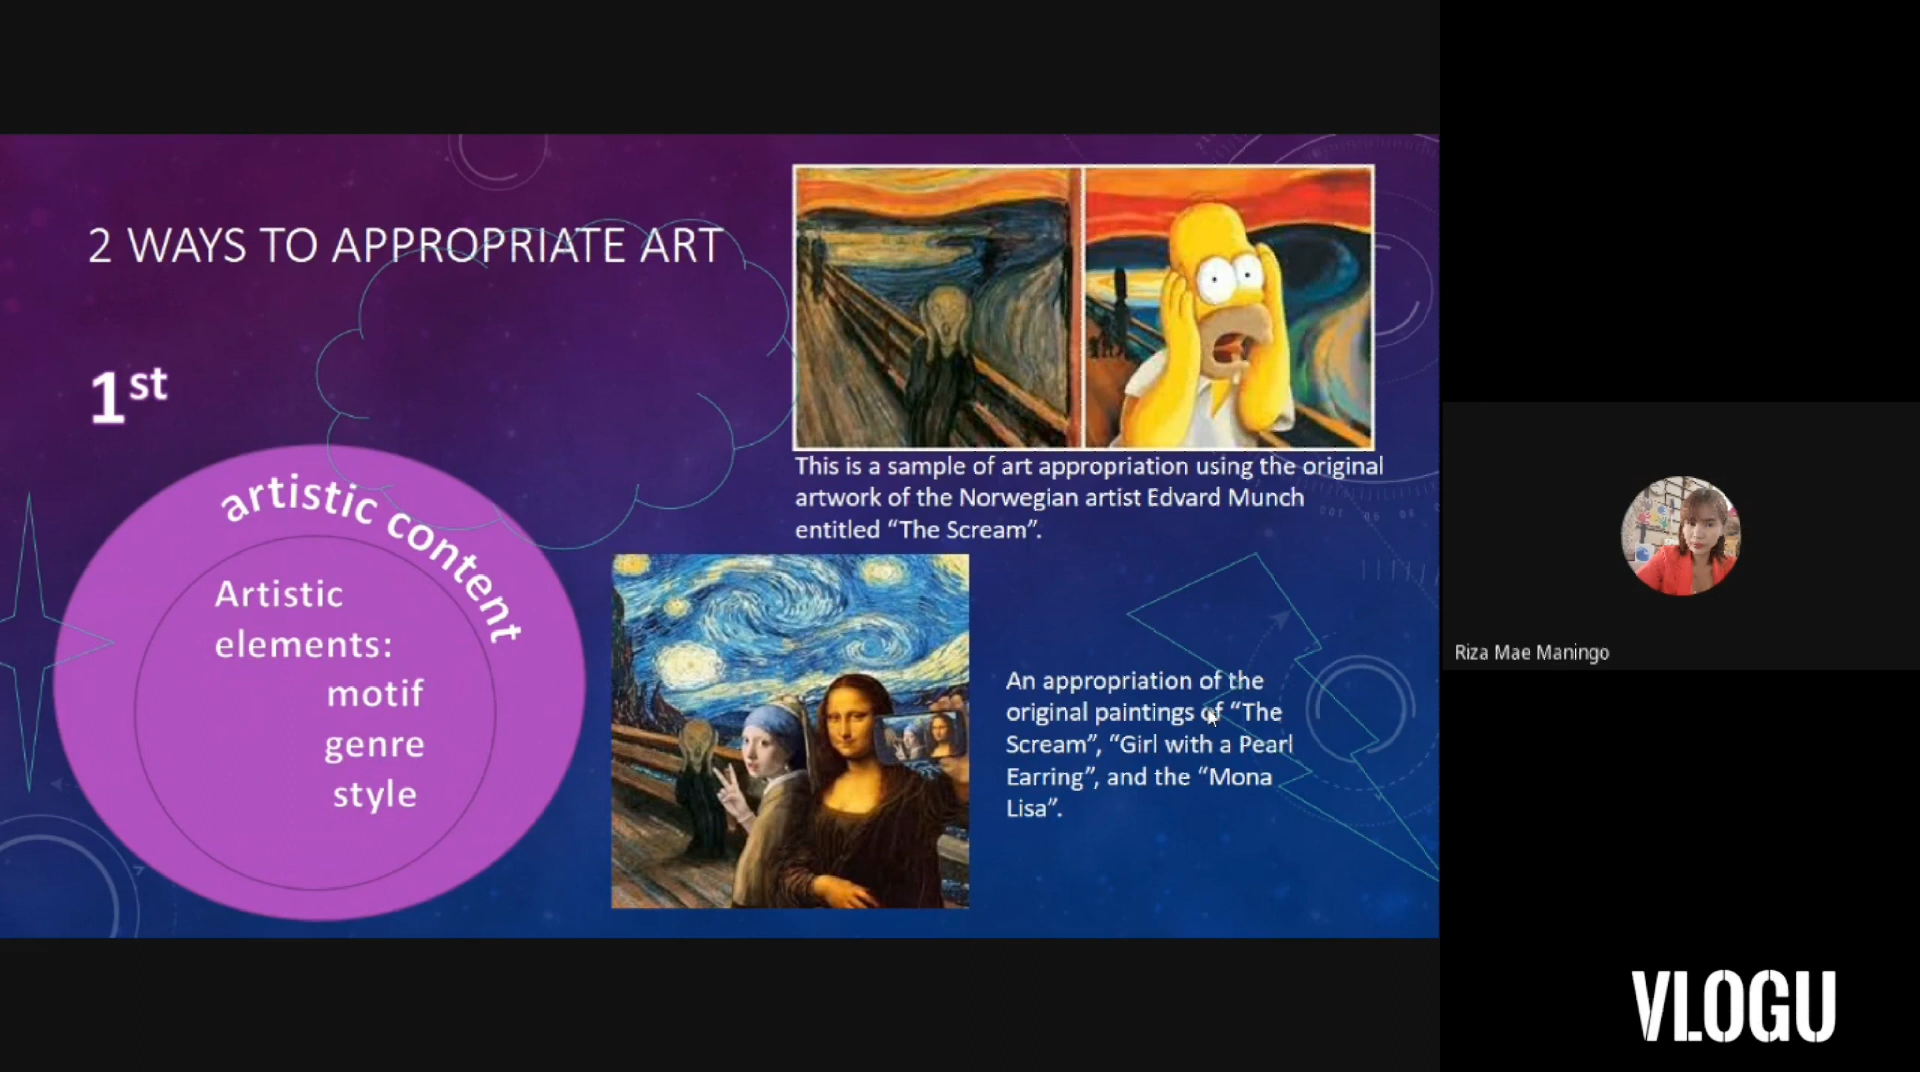 2 WAYS TO APPROPRIATE ART
1st
artistic content
Artistic
elements:
motif
genre
style
This is a sample of art appropriation using the original
artwork of the Norwegian artist Edvard Munch
entitled “The Scream”.
An appropriation of the
original paintings of “The
Scream”, “Girl with a Pearl
Earring”, and the “Mona
Lisa”.
Riza Mae Maningo
VLOGU